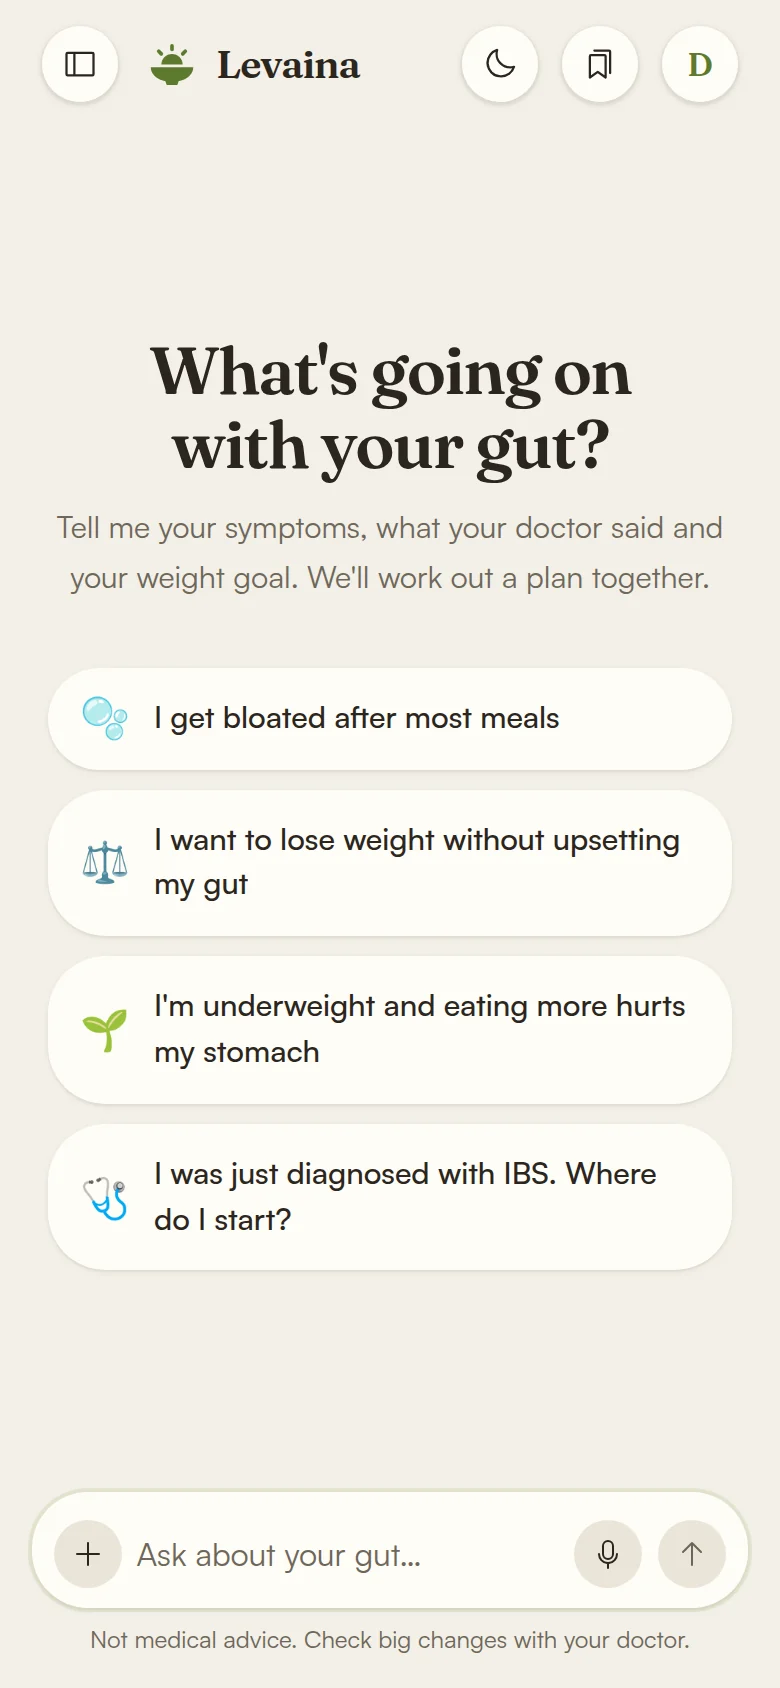 Levaina
D
What's going on
with your gut?
Tell me your symptoms, what your doctor said and
your weight goal. We'll work out a plan together.
I get bloated after most meals
I want to lose weight without upsetting
my gut
I'm underweight and eating more hurts
my stomach
I was just diagnosed with IBS. Where
do I start?
Ask about your gut...
Not medical advice. Check big changes with your doctor.